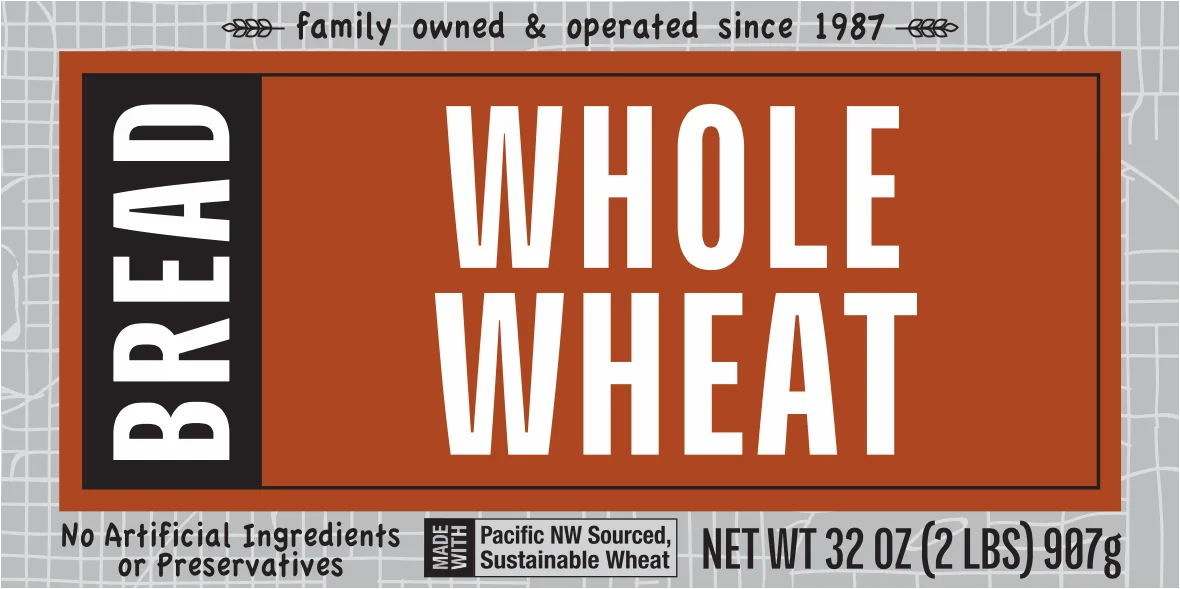 family owned & operated since 1987
BREAD
WHOLE
WHEAT
No Artificial Ingredients
or Preservatives
MADE
WITH
Pacific NW Sourced,
Sustainable Wheat
NET WT 32 OZ (2 LBS) 907g